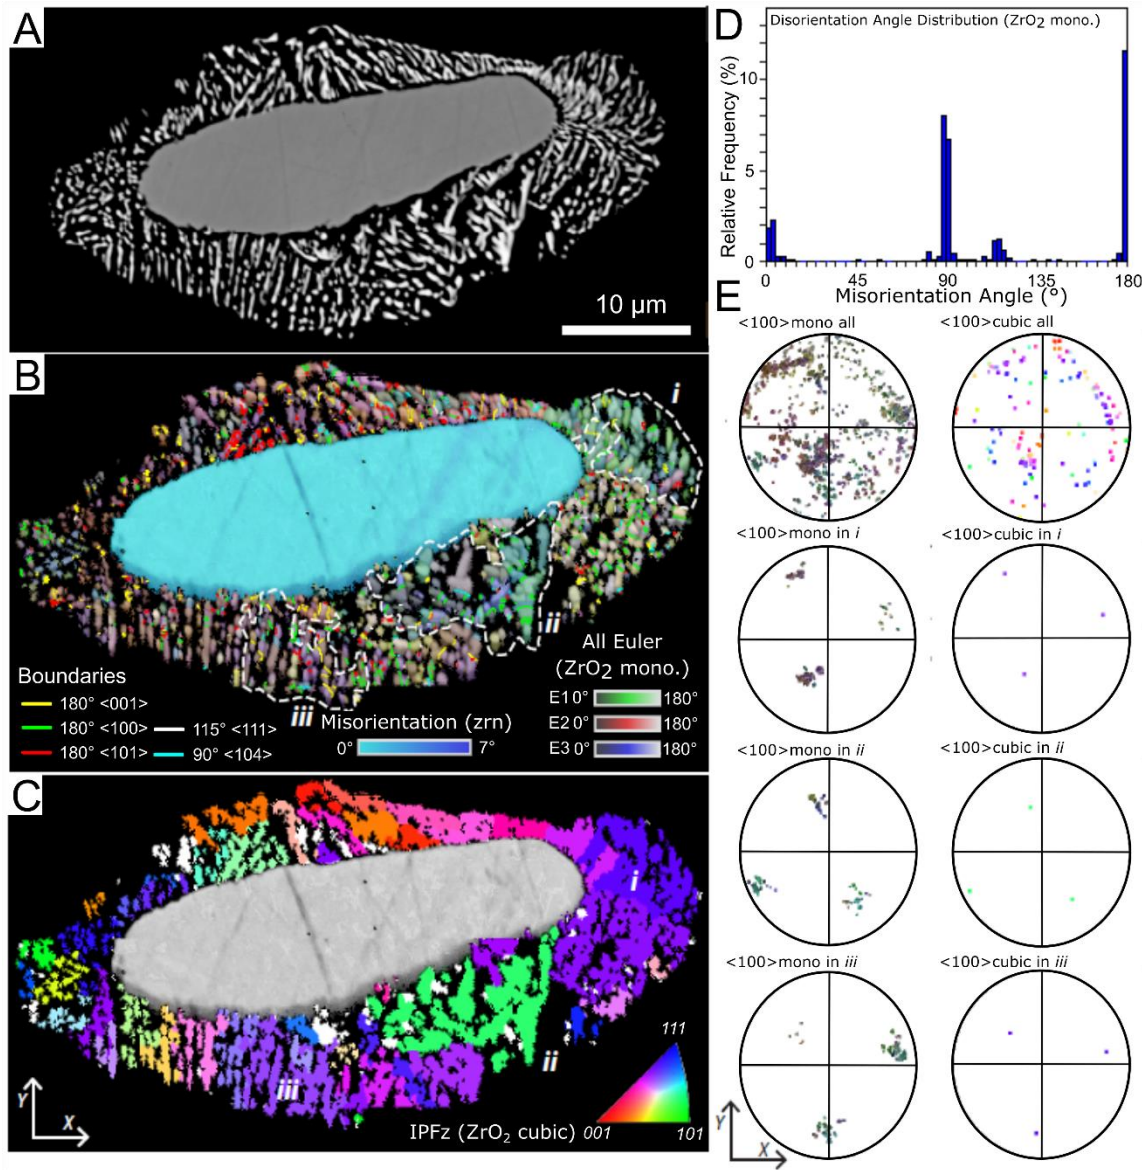 A
10 µm
B
i
ii
iii
Boundaries
180° <001>
180° <100>
180° <101>
115° <111>
90° <104>
Misorientation (zrn)
0° 7°
All Euler
(ZrO2 mono.)
E1 0° 180°
E2 0° 180°
E3 0° 180°
C
i
ii
iii
Y
X
IPFz (ZrO2 cubic)
111
001
101
D
Disorientation Angle Distribution (ZrO2 mono.)
Relative Frequency (%)
10
5
0
0 45 90 135 180
Misorientation Angle (°)
E
<100>mono all
<100>cubic all
<100>mono in i
<100>cubic in i
<100>mono in ii
<100>cubic in ii
<100>mono in iii
<100>cubic in iii
Y
X